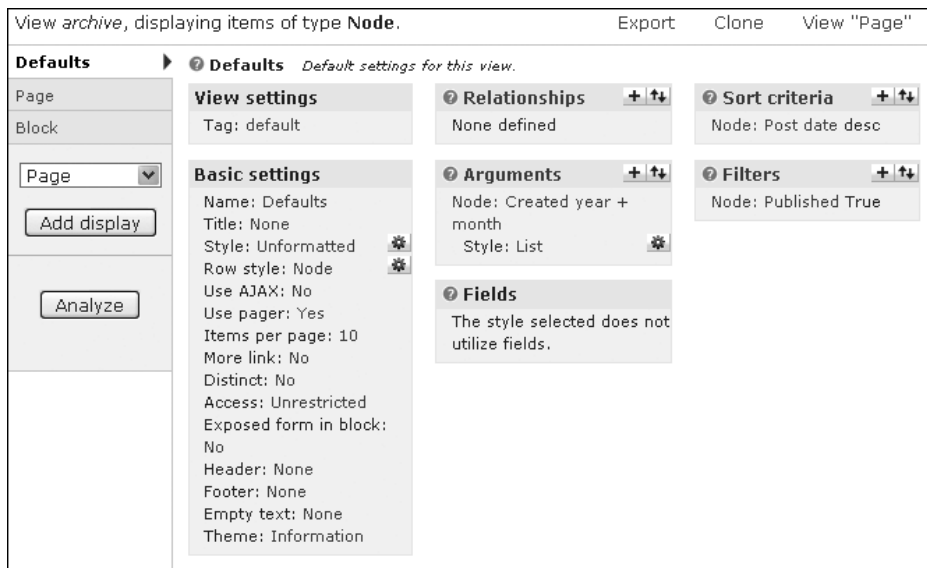 View archive, displaying items of type Node.
Export
Clone
View "Page"
Defaults
Page
Block
Page
Add display
Analyze
Defaults Default settings for this view.
View settings
Tag: default
Basic settings
Name: Defaults
Title: None
Style: Unformatted
Row style: Node
Use AJAX: No
Use pager: Yes
Items per page: 10
More link: No
Distinct: No
Access: Unrestricted
Exposed form in block:
No
Header: None
Footer: None
Empty text: None
Theme: Information
Relationships
None defined
Arguments
Node: Created year +
month
Style: List
Fields
The style selected does not
utilize fields.
Sort criteria
Node: Post date desc
Filters
Node: Published True